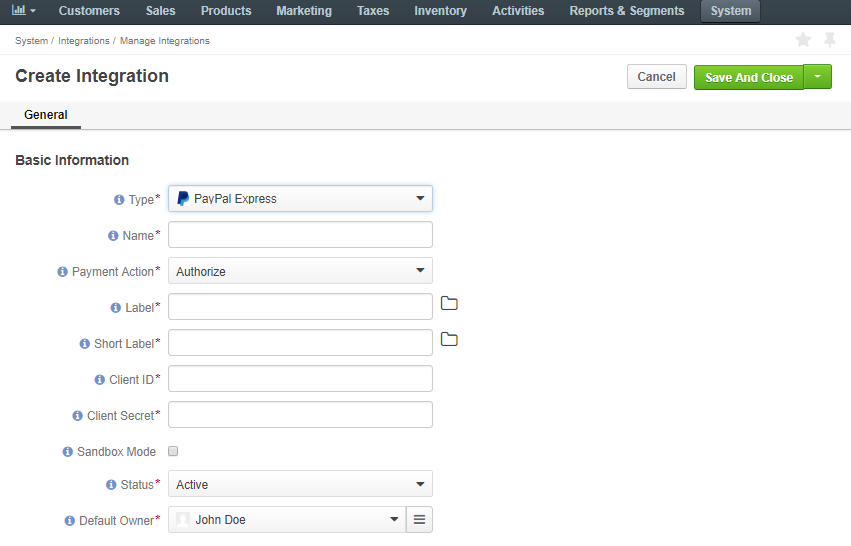 Customers Sales Products Marketing Taxes Inventory Activities Reports & Segments System
System / Integrations / Manage Integrations
Create Integration Cancel Save And Close
General
Basic Information
Type* PayPal Express
Name*
Payment Action* Authorize
Label*
Short Label*
Client ID*
Client Secret*
Sandbox Mode
Status* Active
Default Owner* John Doe